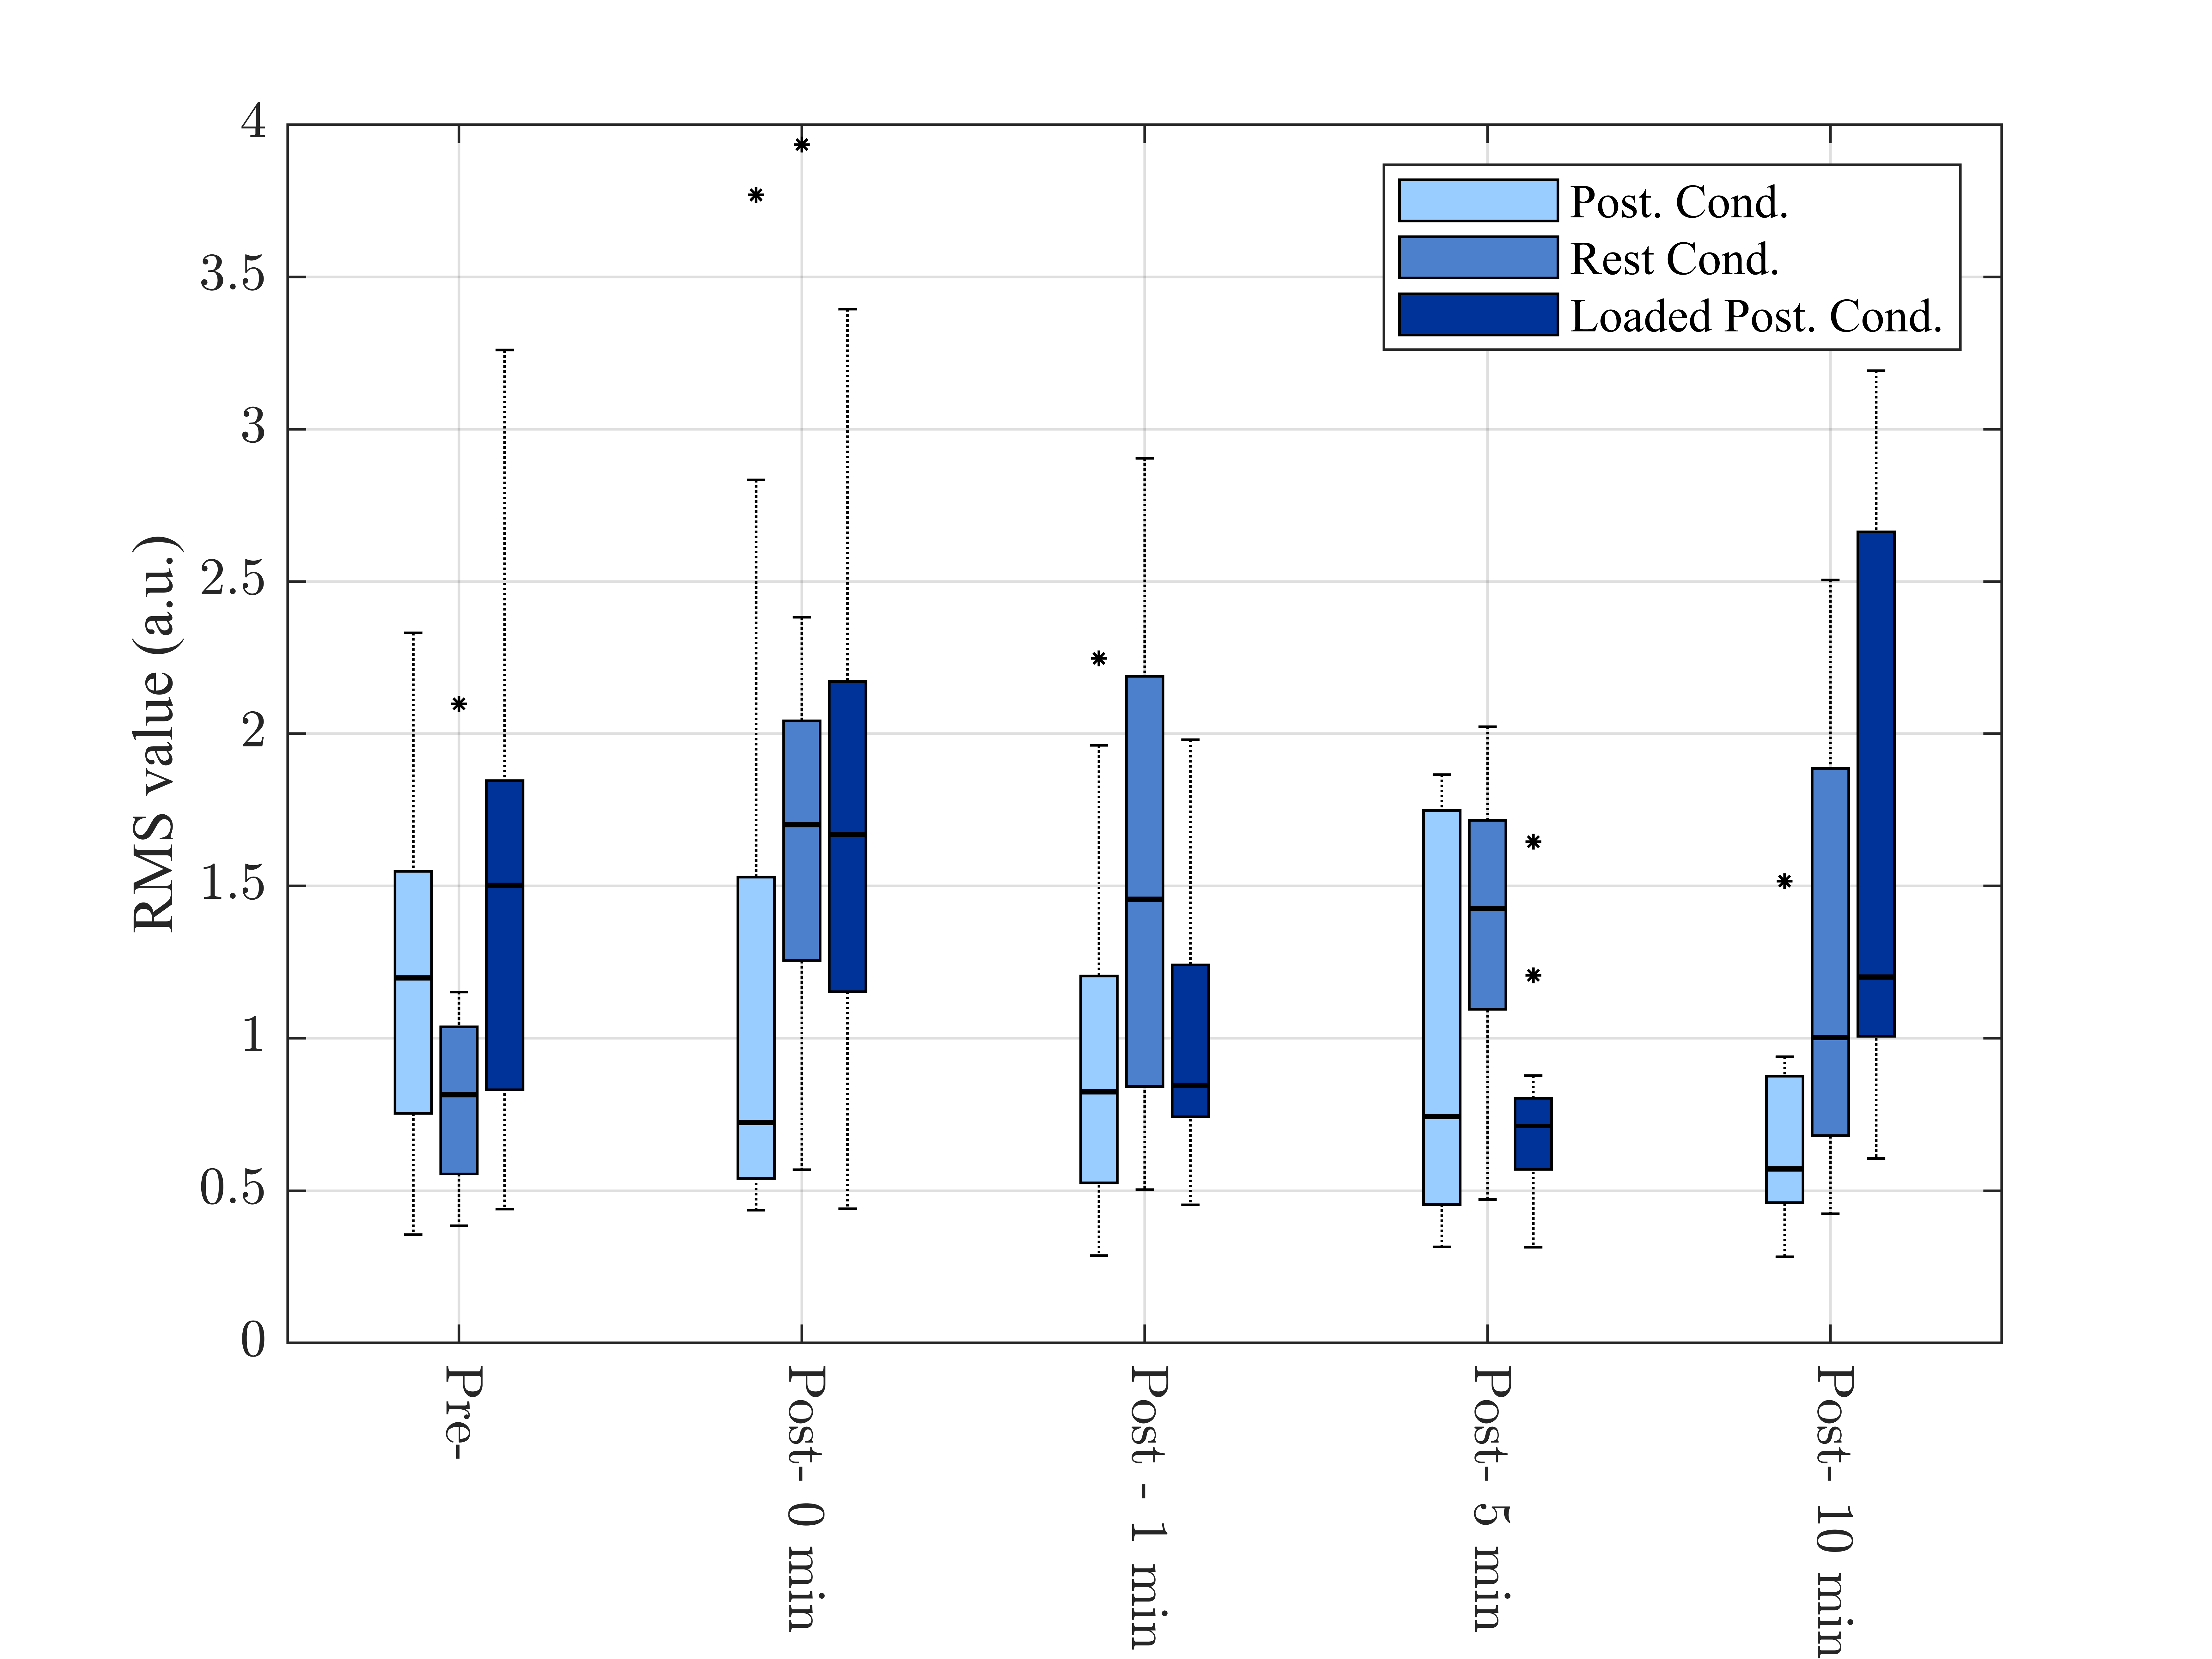 4
3.5
3
2.5
2
1.5
1
0.5
0
RMS value (a.u.)
Post. Cond.
Rest Cond.
Loaded Post. Cond.
Pre-
Post- 0 min
Post - 1 min
Post- 5 min
Post- 10 min